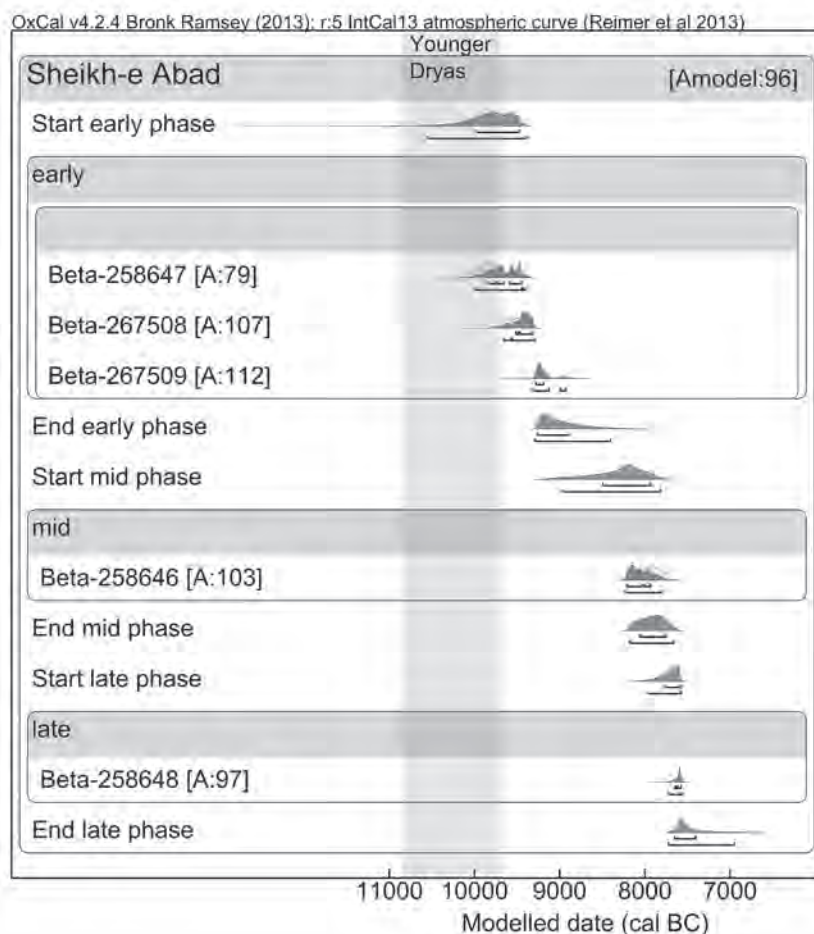 OxCal v4.2.4 Bronk Ramsey (2013); r:5 IntCal13 atmospheric curve (Reimer et al 2013)
Younger
Dryas
Sheikh-e Abad
[Amodel:96]
Start early phase
early
Beta-258647 [A:79]
Beta-267508 [A:107]
Beta-267509 [A:112]
End early phase
Start mid phase
mid
Beta-258646 [A:103]
End mid phase
Start late phase
late
Beta-258648 [A:97]
End late phase
11000 10000 9000 8000 7000
Modelled date (cal BC)